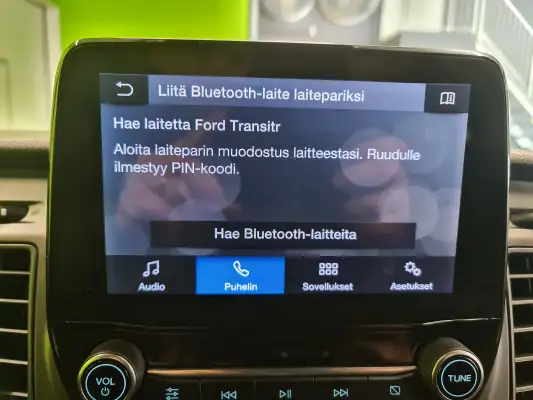 Liitä Bluetooth-laite laitepariksi
Hae laitetta Ford Transitr
Aloita laiteparin muodostus laitteestasi. Ruudulle
ilmestyy PIN-koodi.
Hae Bluetooth-laitteita
Audio
Puhelin
Sovellukset
Asetukset
VOL
TUNE